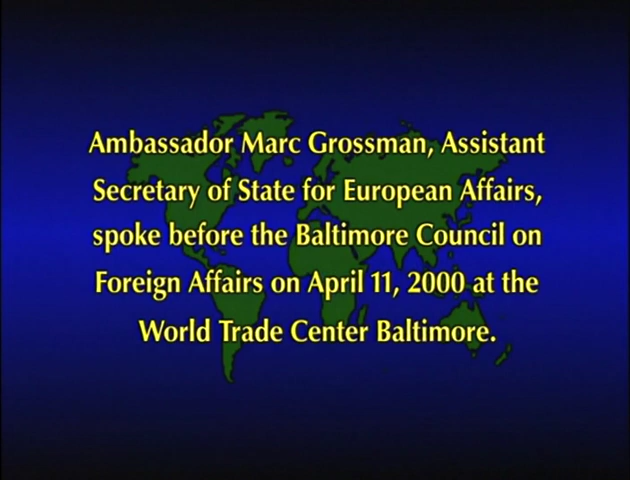 Ambassador Marc Grossman, Assistant
Secretary of State for European Affairs,
spoke before the Baltimore Council on
Foreign Affairs on April 11, 2000 at the
World Trade Center Baltimore.